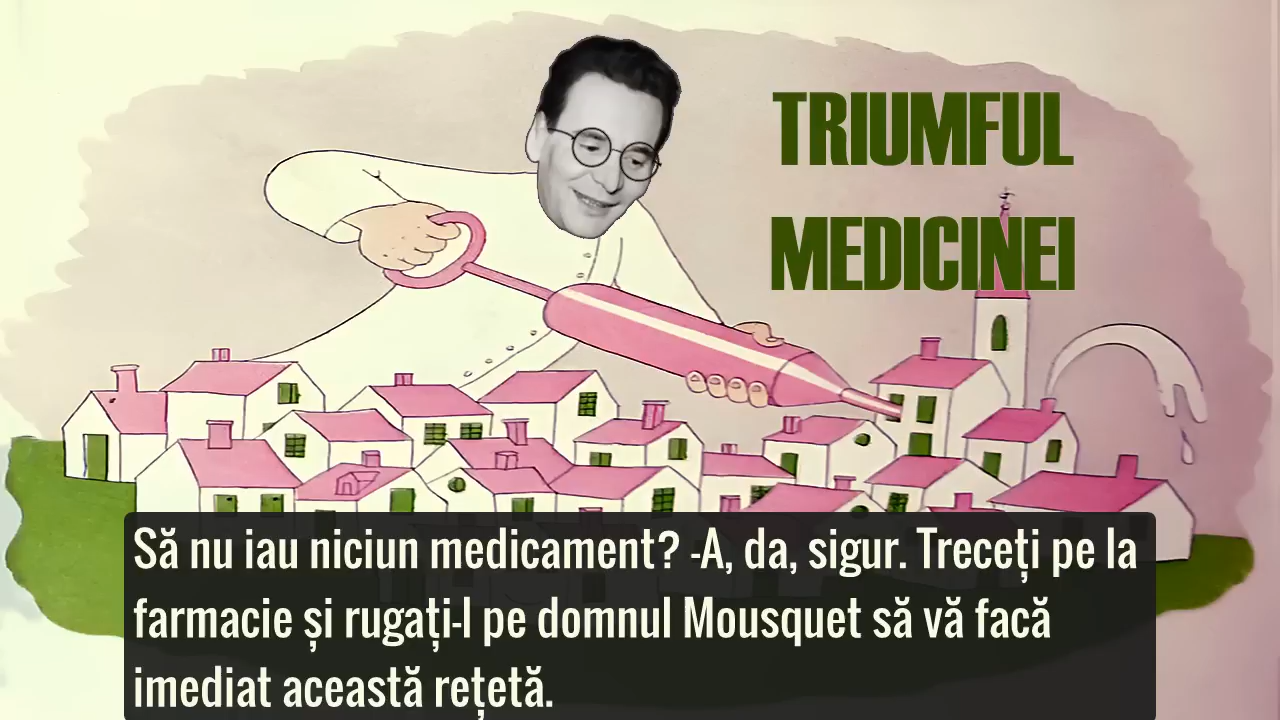 TRIUMFUL
MEDICINEI
Să nu iau niciun medicament? -A, da, sigur. Treceți pe la
farmacie și rugați-l pe domnul Mousquet să vă facă
imediat această rețetă.